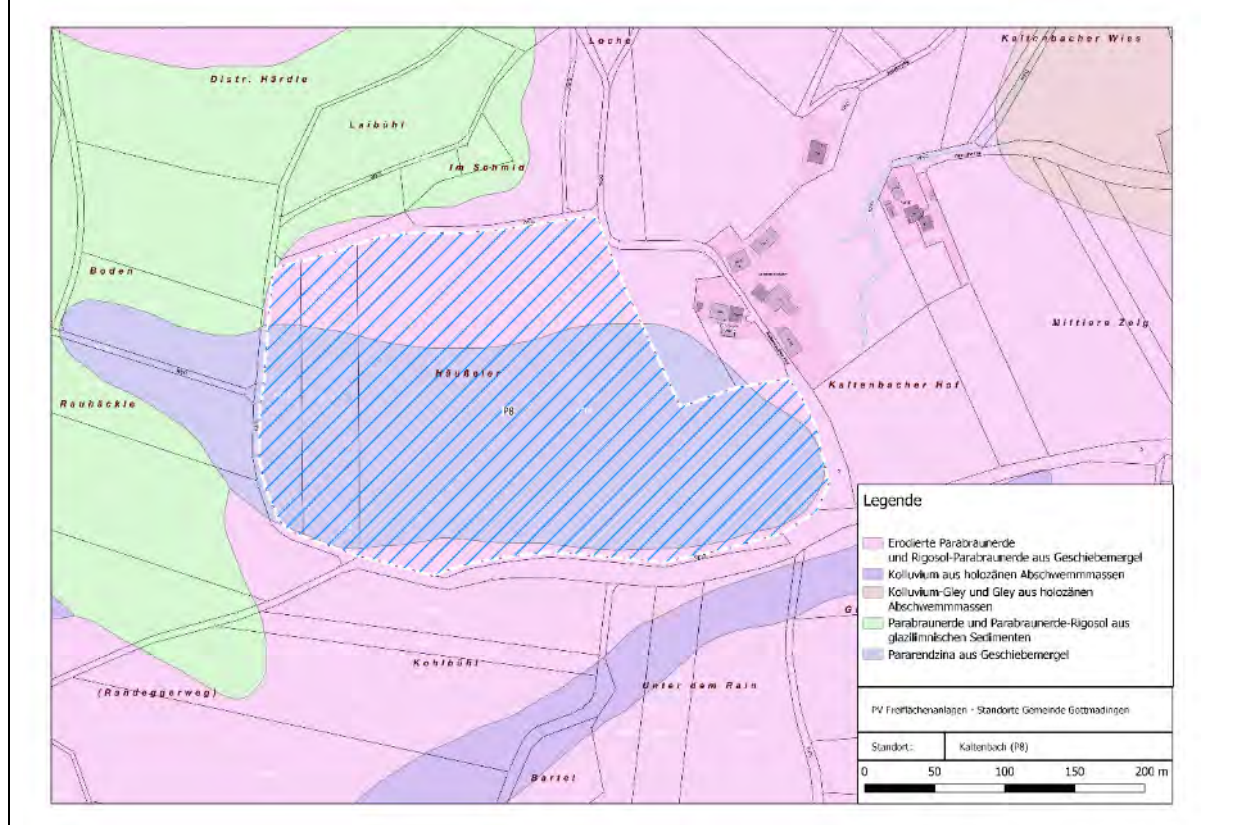 Loche
Kaltenbacher Wies
Distr. Härdle
Laibühl
Im Schmid
Boden
Mittlere Zelg
Häußeler
Kaltenbacher Hof
Rauhäckle
P8
Legende
Erodierte Parabraunerde
und Rigosol-Parabraunerde aus Geschiebemergel
Kolluvium aus holozänen Abschwemmmassen
Kolluvium-Gley und Gley aus holozänen
Abschwemmmassen
Parabraunerde und Parabraunerde-Rigosol aus
glazilimnischen Sedimenten
Pararendzina aus Geschiebemergel
Kohlbühl
Unter dem Rain
(Randeggerweg)
PV Freiflächenanlagen - Standorte Gemeinde Gottmadingen
Standort:
Kaltenbach (P8)
Bartel
0 50 100 150 200 m